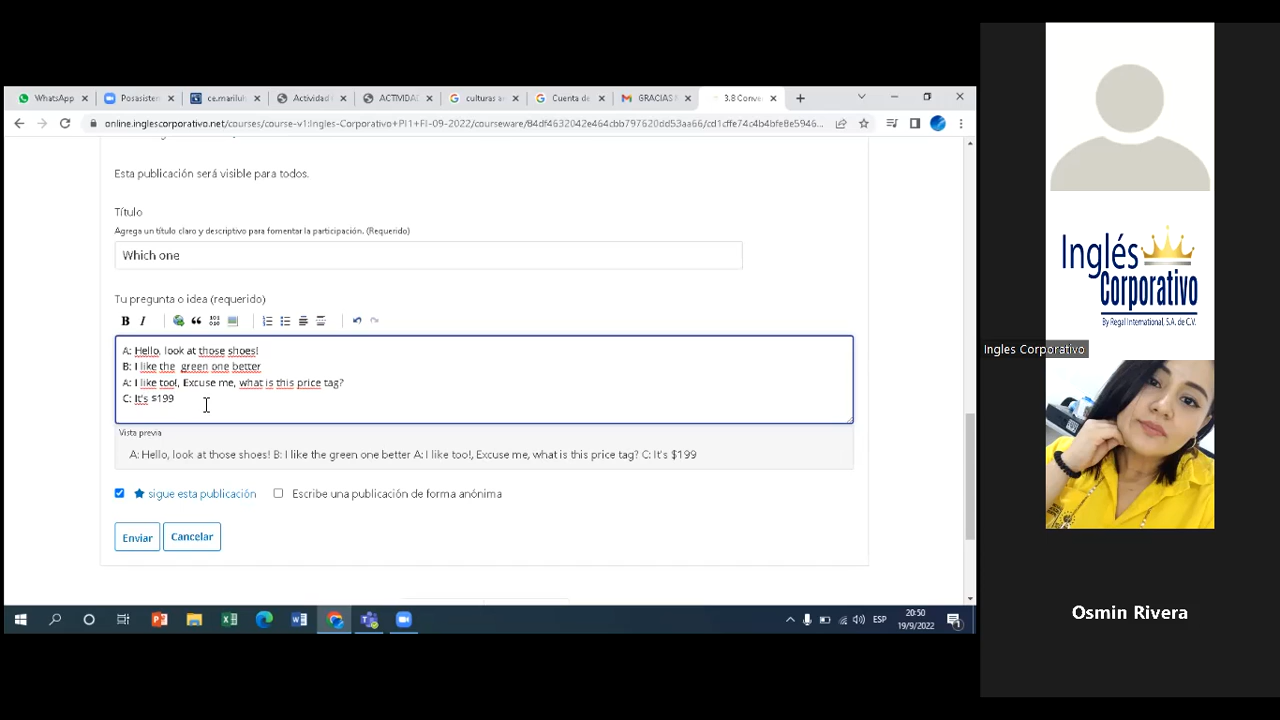 WhatsApp
Posasisten
ce.mariluh
Actividad
ACTIVIDAD
culturas an
Cuenta de
GRACIAS N
3.8 Conve
online.inglescorporativo.net/courses/course-v1:Ingles-Corporativo+PI1+FI-09-2022/courseware/84df4632042e464cbb797620dd53aa66/cd1cffe74c4b4bfe8e5946...
Esta publicación será visible para todos.
Título
Agrega un título claro y descriptivo para fomentar la participación. (Requerido)
Which one
Tu pregunta o idea (requerido)
B I
A: Hello, look at those shoes!
B: I like the  green one better
A: I like too!, Excuse me, what is this price tag?
C: It's $199
Vista previa
A: Hello, look at those shoes! B: I like the green one better A: I like too!, Excuse me, what is this price tag? C: It's $199
sigue esta publicación
Escribe una publicación de forma anónima
Enviar
Cancelar
ESP
20:50
19/9/2022
Inglés
Corporativo
By Regal International, S.A. de C.V.
Ingles Corporativo
Osmin Rivera